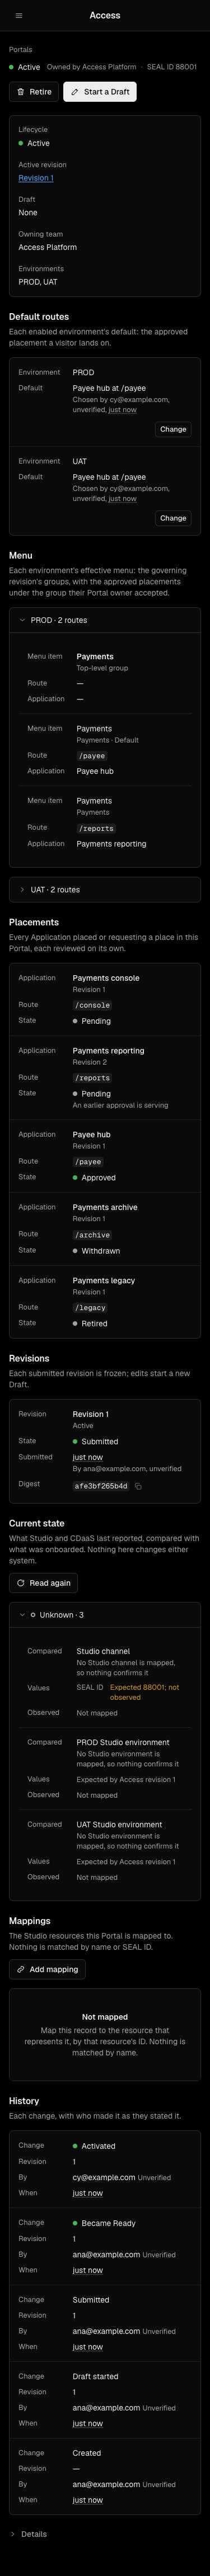 Access
Portals
Active Owned by Access Platform · SEAL ID 88001
Retire Start a Draft
Lifecycle
Active
Active revision
Revision 1
Draft
None
Owning team
Access Platform
Environments
PROD, UAT
Default routes
Each enabled environment's default: the approved
placement a visitor lands on.
Environment PROD
Default Payee hub at /payee
Chosen by cy@example.com,
unverified, just now
Change
Environment UAT
Default Payee hub at /payee
Chosen by cy@example.com,
unverified, just now
Change
Menu
Each environment's effective menu: the governing
revision's groups, with the approved placements
under the group their Portal owner accepted.
PROD · 2 routes
Menu item Payments
Top-level group
Route —
Application —
Menu item Payments
Payments · Default
Route /payee
Application Payee hub
Menu item Payments
Payments
Route /reports
Application Payments reporting
UAT · 2 routes
Placements
Every Application placed or requesting a place in this
Portal, each reviewed on its own.
Application Payments console
Revision 1
Route /console
State Pending
Application Payments reporting
Revision 2
Route /reports
State Pending
An earlier approval is serving
Application Payee hub
Revision 1
Route /payee
State Approved
Application Payments archive
Revision 1
Route /archive
State Withdrawn
Application Payments legacy
Revision 1
Route /legacy
State Retired
Revisions
Each submitted revision is frozen; edits start a new
Draft.
Revision Revision 1
Active
State Submitted
Submitted just now
By ana@example.com, unverified
Digest afe3bf265b4d
Current state
What Studio and CDaaS last reported, compared with
what was onboarded. Nothing here changes either
system.
Read again
Unknown · 3
Compared Studio channel
No Studio channel is mapped,
so nothing confirms it
Values SEAL ID Expected 88001; not
observed
Observed Not mapped
Compared PROD Studio environment
No Studio environment is
mapped, so nothing confirms it
Values Expected by Access revision 1
Observed Not mapped
Compared UAT Studio environment
No Studio environment is
mapped, so nothing confirms it
Values Expected by Access revision 1
Observed Not mapped
Mappings
The Studio resources this Portal is mapped to.
Nothing is matched by name or SEAL ID.
Add mapping
Not mapped
Map this record to the resource that
represents it, by that resource's ID. Nothing is
matched by name.
History
Each change, with who made it as they stated it.
Change Activated
Revision 1
By cy@example.com Unverified
When just now
Change Became Ready
Revision 1
By ana@example.com Unverified
When just now
Change Submitted
Revision 1
By ana@example.com Unverified
When just now
Change Draft started
Revision 1
By ana@example.com Unverified
When just now
Change Created
Revision —
By ana@example.com Unverified
When just now
Details